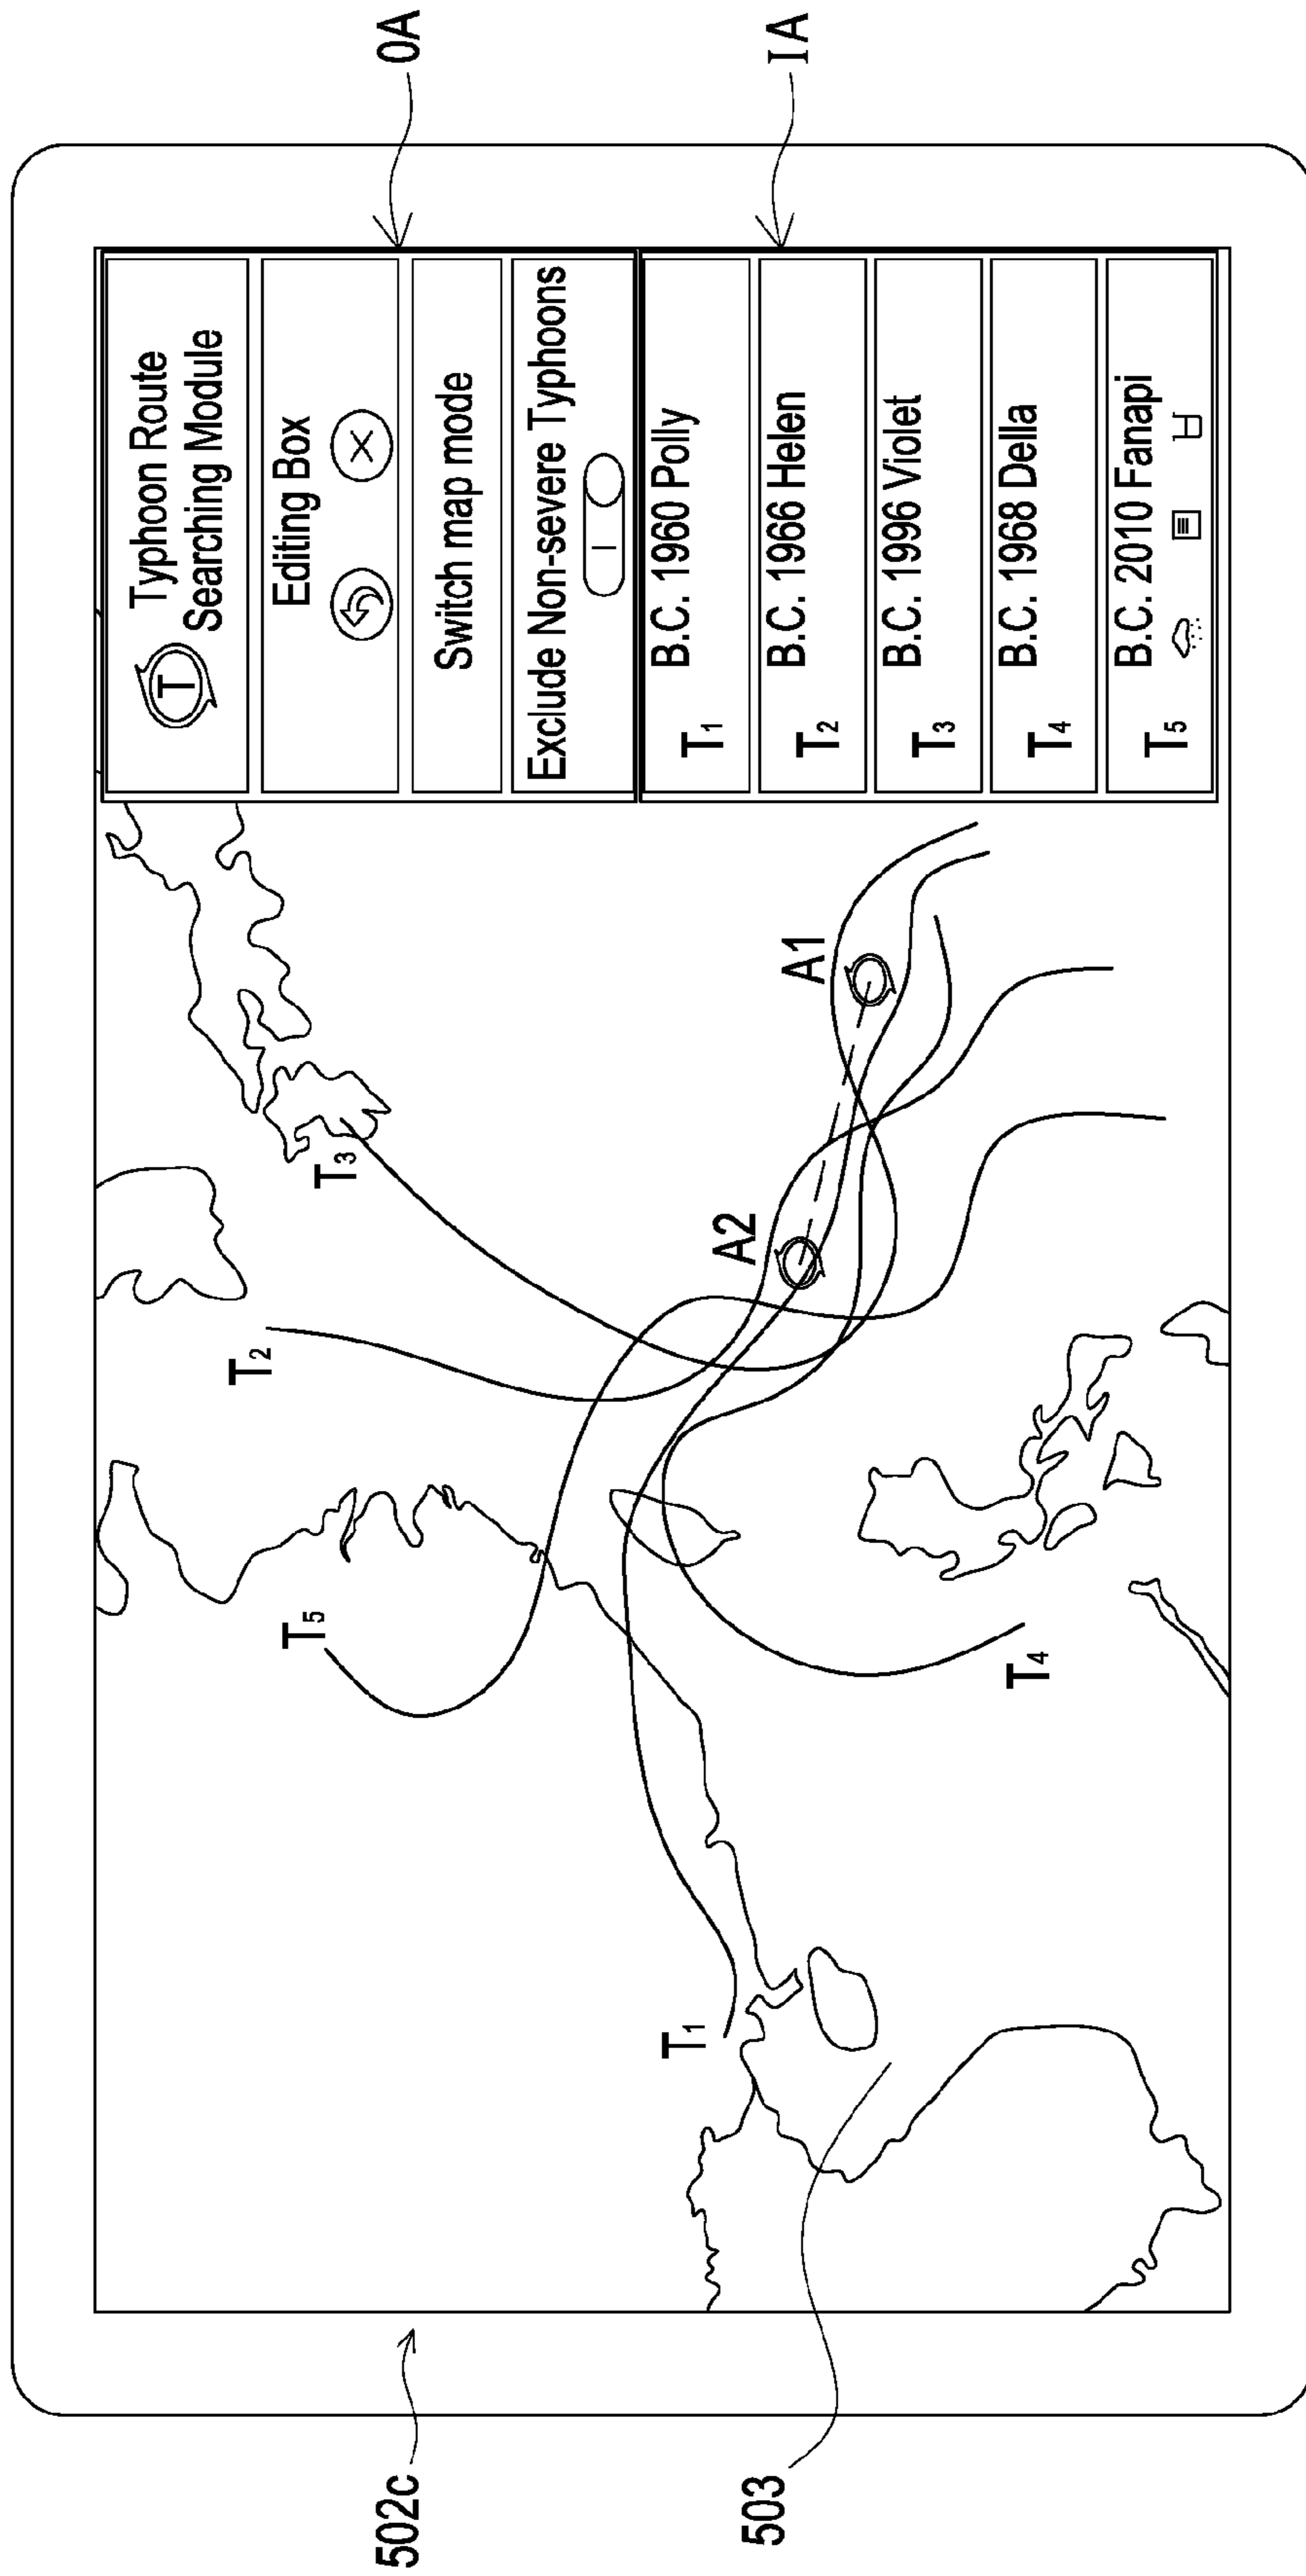 502c
503
0A
IA
T
Typhoon Route
Searching Module
Editing Box
Switch map mode
Exclude Non-severe Typhoons
T1 B.C. 1960 Polly
T2 B.C. 1966 Helen
T3 B.C. 1996 Violet
T4 B.C. 1968 Della
T5 B.C. 2010 Fanapi
T5
T2
T3
A2
A1
T1
T4